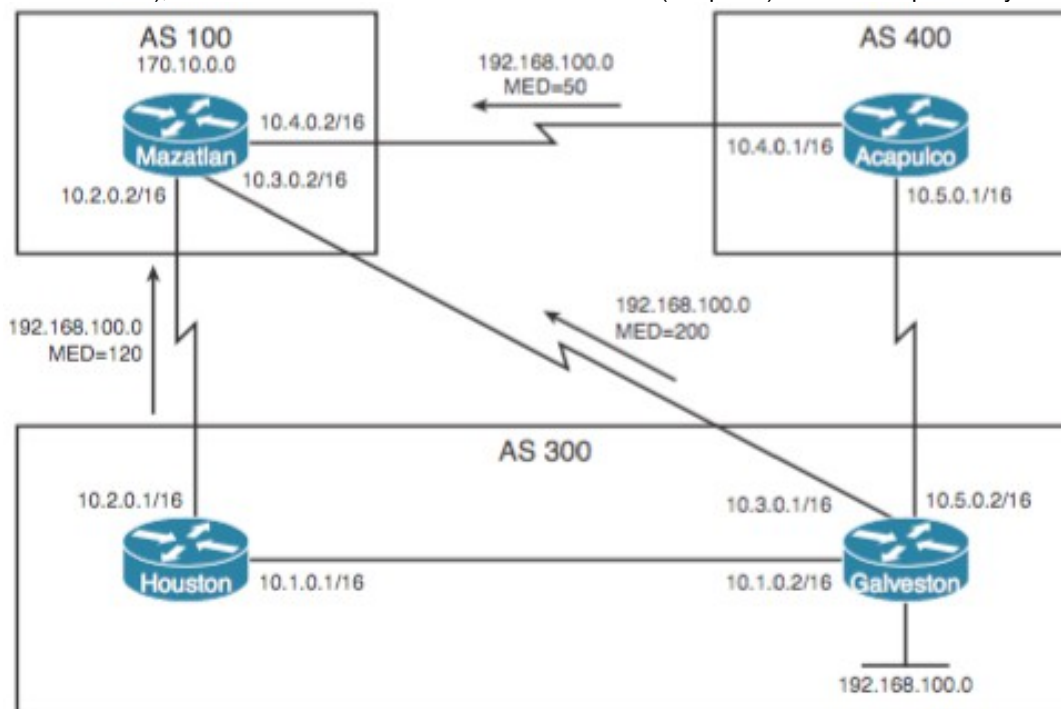 AS 100
170.10.0.0
Mazatlan
10.4.0.2/16
10.3.0.2/16
10.2.0.2/16
192.168.100.0
MED=50
AS 400
10.4.0.1/16
Acapulco
10.5.0.1/16
192.168.100.0
MED=120
192.168.100.0
MED=200
AS 300
10.2.0.1/16
Houston
10.1.0.1/16
10.3.0.1/16
10.5.0.2/16
10.1.0.2/16
Galveston
192.168.100.0